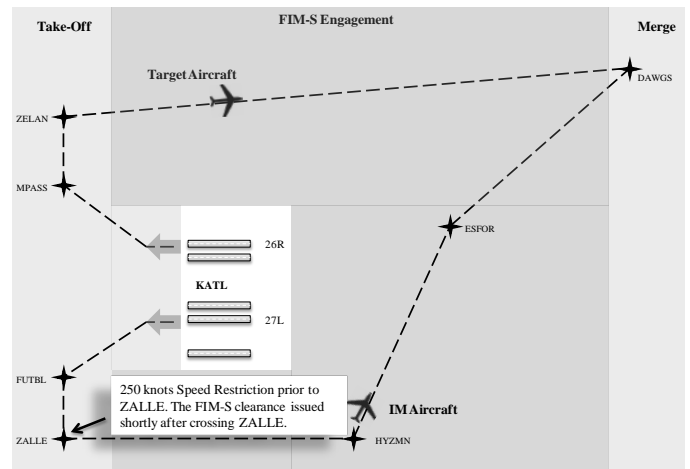 Take-Off
FIM-S Engagement
Merge
Target Aircraft
DAWGS
ZELAN
MPASS
ESFOR
26R
KATL
27L
FUTBL
250 knots Speed Restriction prior to
ZALLE. The FIM-S clearance issued
shortly after crossing ZALLE.
IM Aircraft
ZALLE
HYZMN